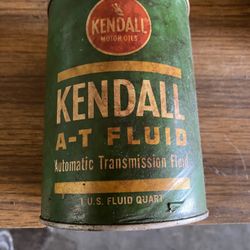 KENDALL
MOTOR OILS
KENDALL
A-T FLUID
Automatic Transmission Fluid
1 U.S. FLUID QUART